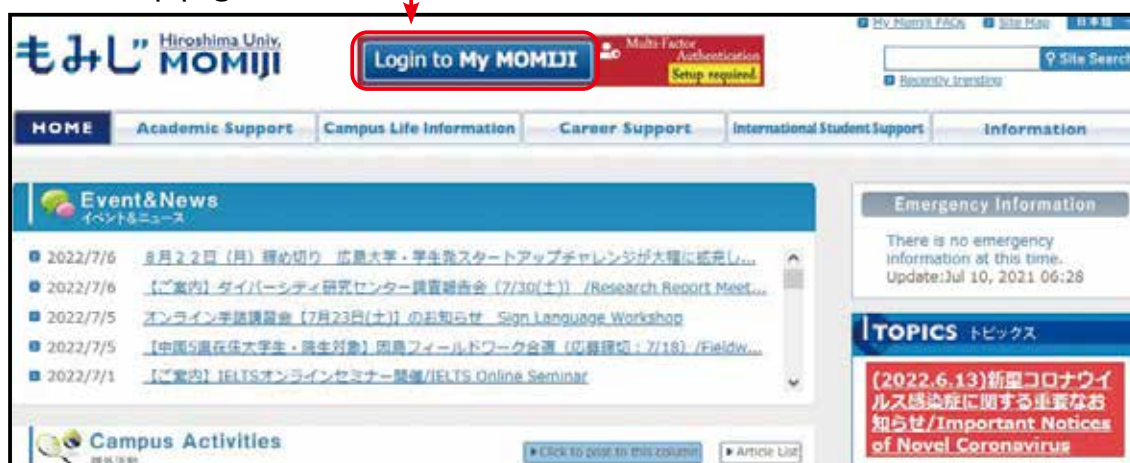 My Momiji FAQs Site Map 日本語
もみじ Hiroshima Univ. MOMIJI
Login to My MOMIJI
Multi-Factor Authentication
Setup required.
Site Search
Recently trending
HOME Academic Support Campus Life Information Career Support International Student Support Information
Event&News
イベント&ニュース
2022/7/6 8月22日(月)締め切り 広島大学・学生発スタートアップチャレンジが大幅に拡充し...
2022/7/6 【ご案内】ダイバーシティ研究センター調査報告会(7/30(土)) /Research Report Meet...
2022/7/5 オンライン手話講習会【7月23日(土)】のお知らせ Sign Language Workshop
2022/7/5 【中国5県在住大学生・院生対象】因島フィールドワーク合宿(応募締切:7/18) /Fieldw...
2022/7/1 【ご案内】IELTSオンラインセミナー開催/IELTS Online Seminar
Emergency Information
There is no emergency
information at this time.
Update:Jul 10, 2021 06:28
TOPICS トピックス
(2022.6.13)新型コロナウイ
ルス感染症に関する重要なお
知らせ/Important Notices
of Novel Coronavirus
Campus Activities
Click to post to this column Article List